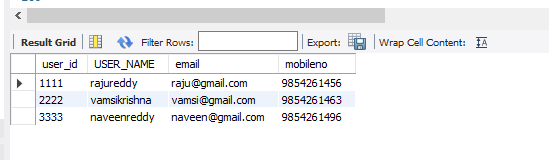 Result Grid Filter Rows: Export: Wrap Cell Content:
user_id USER_NAME email mobileno
1111 rajureddy raju@gmail.com 9854261456
2222 vamsikrishna vamsi@gmail.com 9854261463
3333 naveenreddy naveen@gmail.com 9854261496